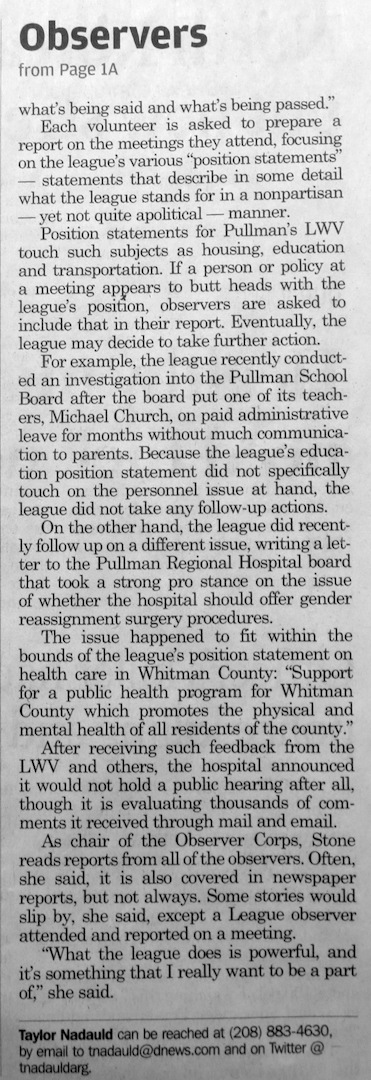 Observers
from Page 1A
what's being said and what's being passed."
Each volunteer is asked to prepare a
report on the meetings they attend, focusing
on the league's various "position statements"
— statements that describe in some detail
what the league stands for in a nonpartisan
— yet not quite apolitical — manner.
Position statements for Pullman's LWV
touch such subjects as housing, education
and transportation. If a person or policy at
a meeting appears to butt heads with the
league's position, observers are asked to
include that in their report. Eventually, the
league may decide to take further action.
For example, the league recently conduct-
ed an investigation into the Pullman School
Board after the board put one of its teach-
ers, Michael Church, on paid administrative
leave for months without much communica-
tion to parents. Because the league's educa-
tion position statement did not specifically
touch on the personnel issue at hand, the
league did not take any follow-up actions.
On the other hand, the league did recent-
ly follow up on a different issue, writing a let-
ter to the Pullman Regional Hospital board
that took a strong pro stance on the issue
of whether the hospital should offer gender
reassignment surgery procedures.
The issue happened to fit within the
bounds of the league's position statement on
health care in Whitman County: "Support
for a public health program for Whitman
County which promotes the physical and
mental health of all residents of the county."
After receiving such feedback from the
LWV and others, the hospital announced
it would not hold a public hearing after all,
though it is evaluating thousands of com-
ments it received through mail and email.
As chair of the Observer Corps, Stone
reads reports from all of the observers. Often,
she said, it is also covered in newspaper
reports, but not always. Some stories would
slip by, she said, except a League observer
attended and reported on a meeting.
"What the league does is powerful, and
it's something that I really want to be a part
of," she said.
Taylor Nadauld can be reached at (208) 883-4630,
by email to tnadauld@dnews.com and on Twitter @
tnadauldarg.